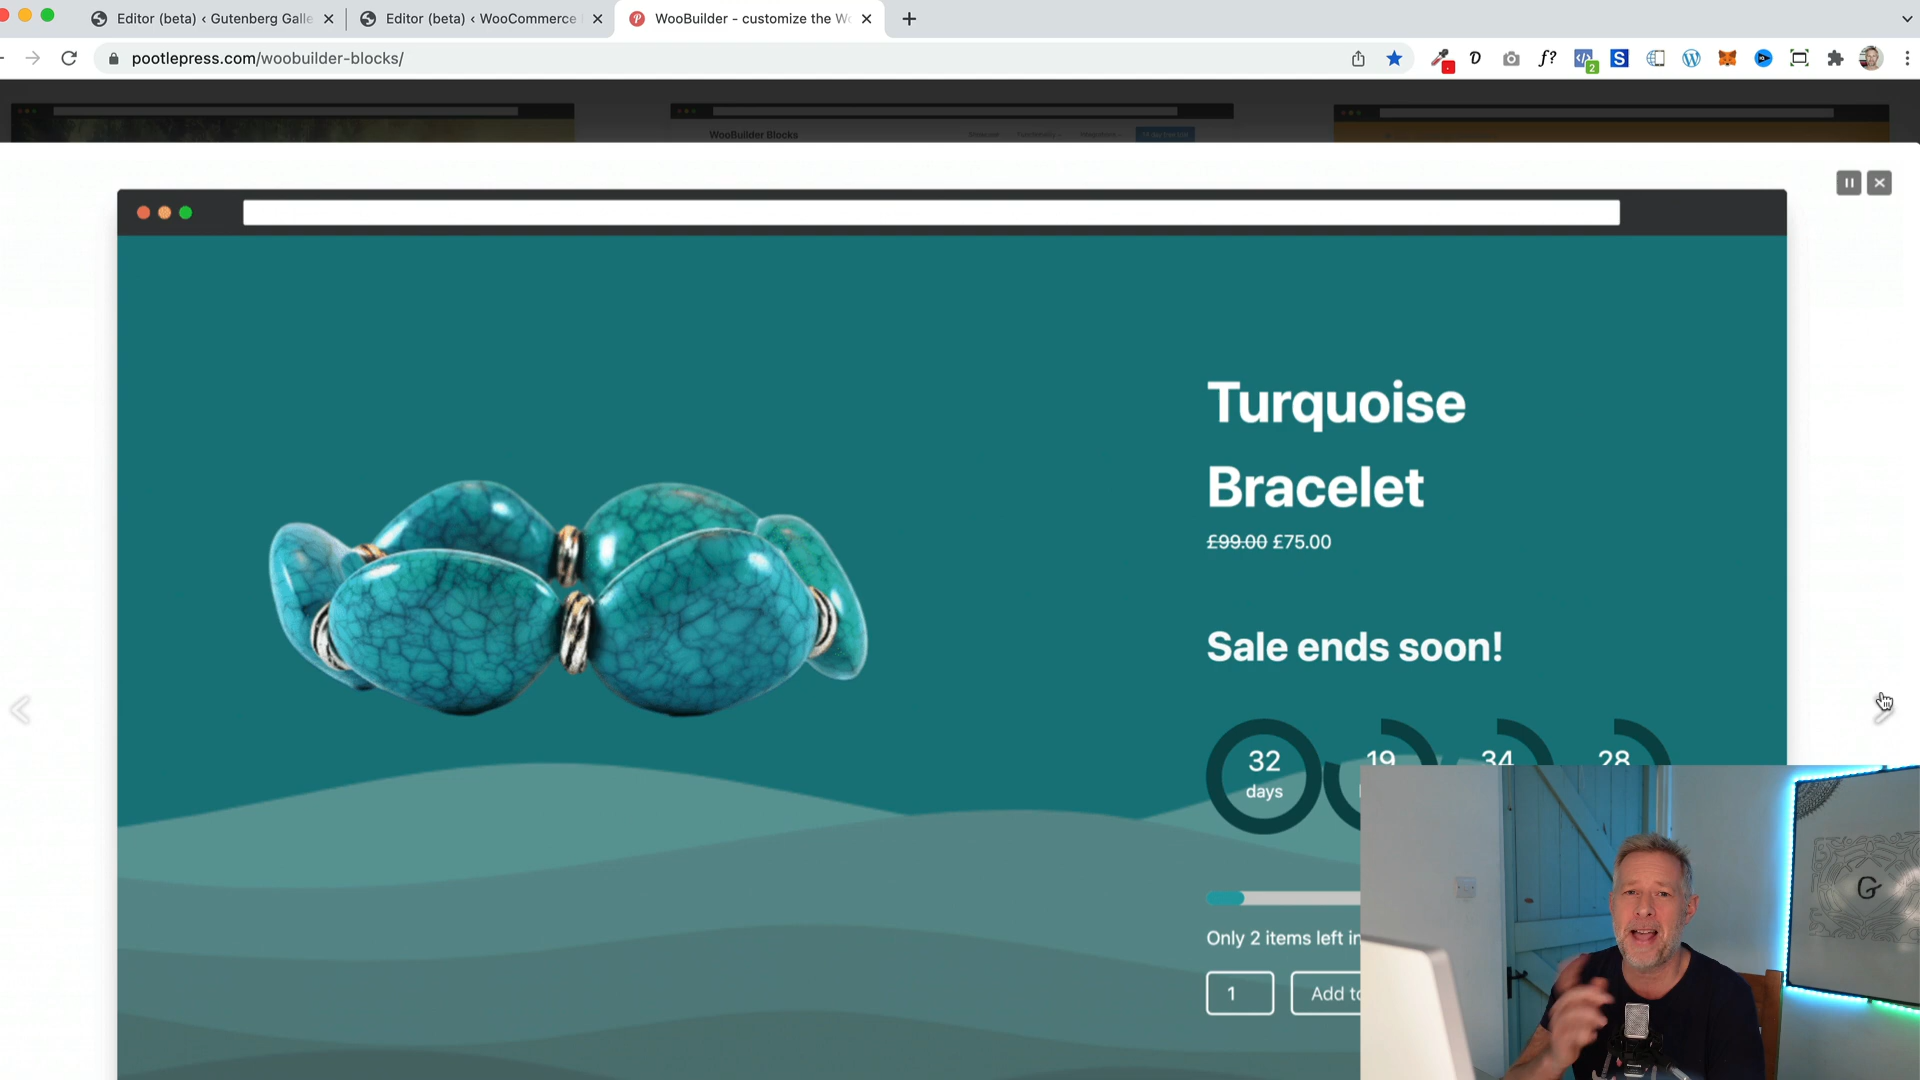 Editor (beta) ‹ Gutenberg Galle
Editor (beta) ‹ WooCommerce
WooBuilder - customize the Wo
pootlepress.com/woobuilder-blocks/
2
WooBuilder Blocks
Turquoise
Bracelet
£99.00 £75.00
Sale ends soon!
32
days
19
34
28
Only 2 items left in
1
Add to
G